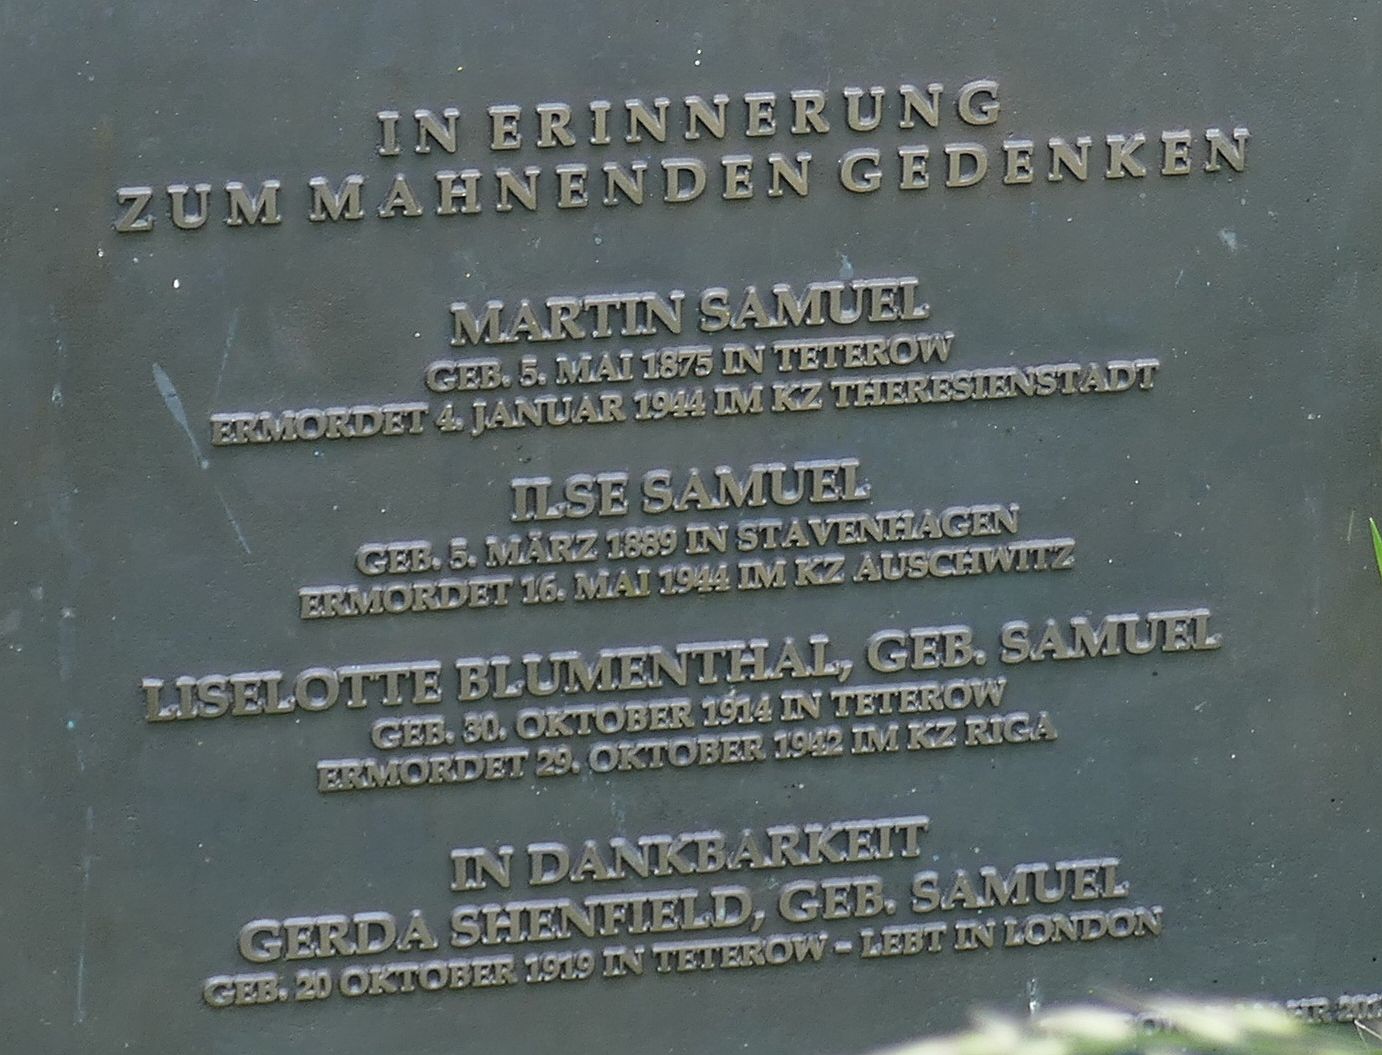 IN ERINNERUNG
ZUM MAHNENDEN GEDENKEN
MARTIN SAMUEL
GEB. 5. MAI 1875 IN TETEROW
ERMORDET 4. JANUAR 1944 IM KZ THERESIENSTADT
ILSE SAMUEL
GEB. 5. MÄRZ 1889 IN STAVENHAGEN
ERMORDET 16. MAI 1944 IM KZ AUSCHWITZ
LISELOTTE BLUMENTHAL, GEB. SAMUEL
GEB. 30. OKTOBER 1914 IN TETEROW
ERMORDET 29. OKTOBER 1942 IM KZ RIGA
IN DANKBARKEIT
GERDA SHENFIELD, GEB. SAMUEL
GEB. 20 OKTOBER 1919 IN TETEROW - LEBT IN LONDON